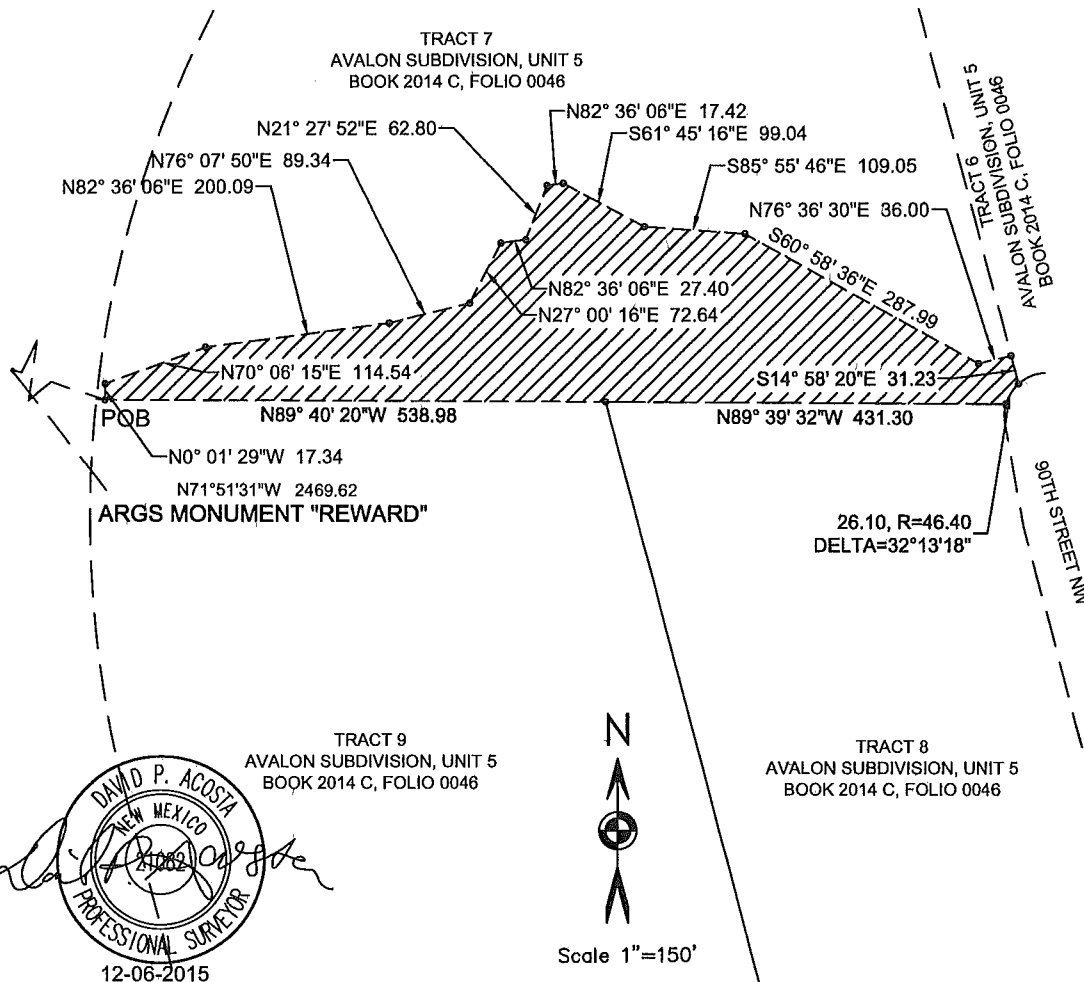 TRACT 7
AVALON SUBDIVISION, UNIT 5
BOOK 2014 C, FOLIO 0046
N82° 36' 06"E 17.42
S61° 45' 16"E 99.04
N21° 27' 52"E 62.80
S85° 55' 46"E 109.05
N76° 07' 50"E 89.34
N82° 36' 06"E 200.09
N76° 36' 30"E 36.00
TRACT 6
AVALON SUBDIVISION, UNIT 5
BOOK 2014 C, FOLIO 0046
S60° 58' 36"E 287.99
N82° 36' 06"E 27.40
N27° 00' 16"E 72.64
N70° 06' 15"E 114.54
S14° 58' 20"E 31.23
POB
N89° 40' 20"W 538.98
N89° 39' 32"W 431.30
N0° 01' 29"W 17.34
N71°51'31"W 2469.62
ARGS MONUMENT "REWARD"
26.10, R=46.40
DELTA=32°13'18"
90TH STREET NW
TRACT 9
AVALON SUBDIVISION, UNIT 5
BOOK 2014 C, FOLIO 0046
N
TRACT 8
AVALON SUBDIVISION, UNIT 5
BOOK 2014 C, FOLIO 0046
DAVID P. ACOSTA
NEW MEXICO
21082
PROFESSIONAL SURVEYOR
12-06-2015
Scale 1"=150'